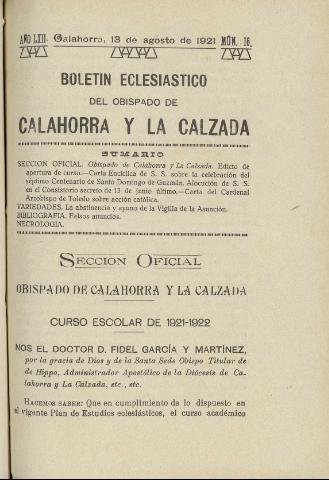 AÑO LXII. Calahorra, 13 de agosto de 1921 NÚM. 16.
BOLETIN ECLESIASTICO
DEL OBISPADO DE
CALAHORRA Y LA CALZADA
SUMARIO
SECCION OFICIAL. Obispado de Calahorra y La Calzada. Edicto de
apertura de curso.—Carta Encíclica de S. S. sobre la celebración del
séptimo Centenario de Santo Domingo de Guzmán. Alocución de S. S.
en el Consistorio secreto de 13 de junio último.—Carta del Cardenal
Arzobispo de Toledo sobre acción católica.
VARIEDADES. La abstinencia y ayuno de la Vigilia de la Asunción.
BIBLIOGRAFIA. Falsos anuncios.
NECROLOGIA.
SECCION OFICIAL
OBISPADO DE CALAHORRA Y LA CALZADA
CURSO ESCOLAR DE 1921-1922
NOS EL DOCTOR D. FIDEL GARCÍA Y MARTÍNEZ,
por la gracia de Dios y de la Santa Sede Obispo Titular de
de Hippo, Administrador Apostólico de la Diócesis de Ca-
lahorra y La Calzada, etc., etc.
HACEMOS SABER: Que en cumplimiento de lo dispuesto en
el vigente Plan de Estudios eclesiásticos, el curso académico